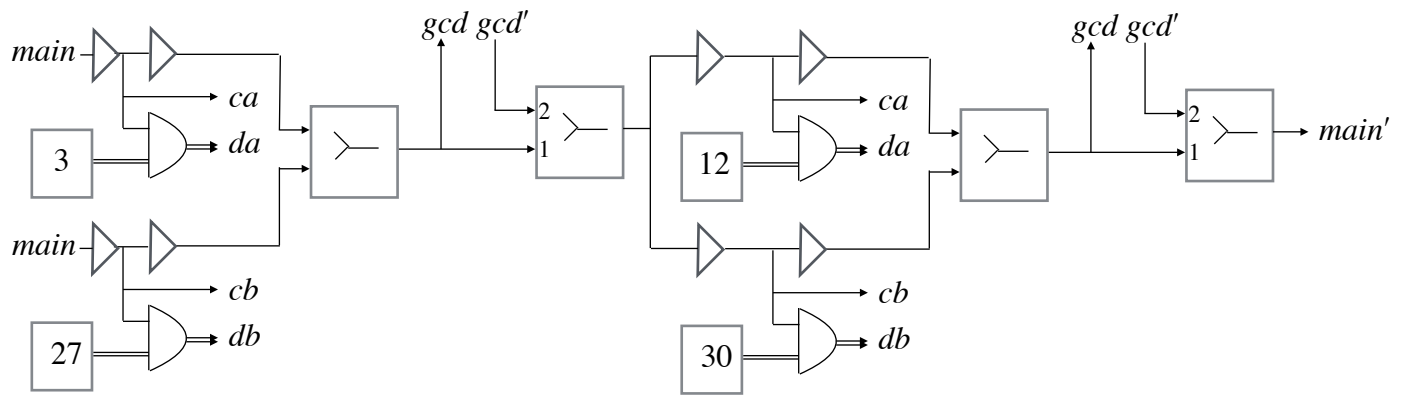 gcd gcd′
gcd gcd′
main
ca
ca
2
2
da
da
main′
3
1
12
1
main
cb
cb
db
db
27
30